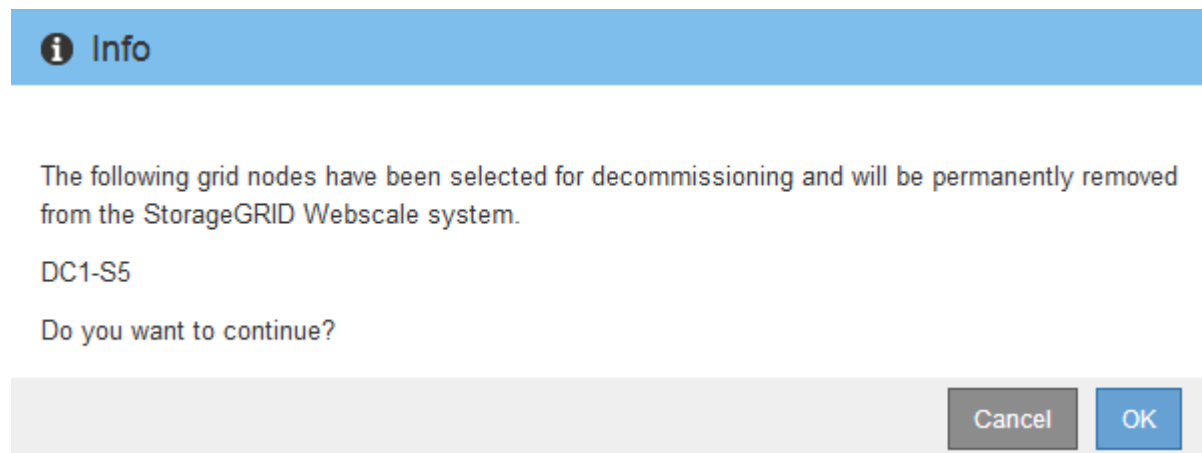 Info
The following grid nodes have been selected for decommissioning and will be permanently removed
from the StorageGRID Webscale system.
DC1-S5
Do you want to continue?
Cancel OK